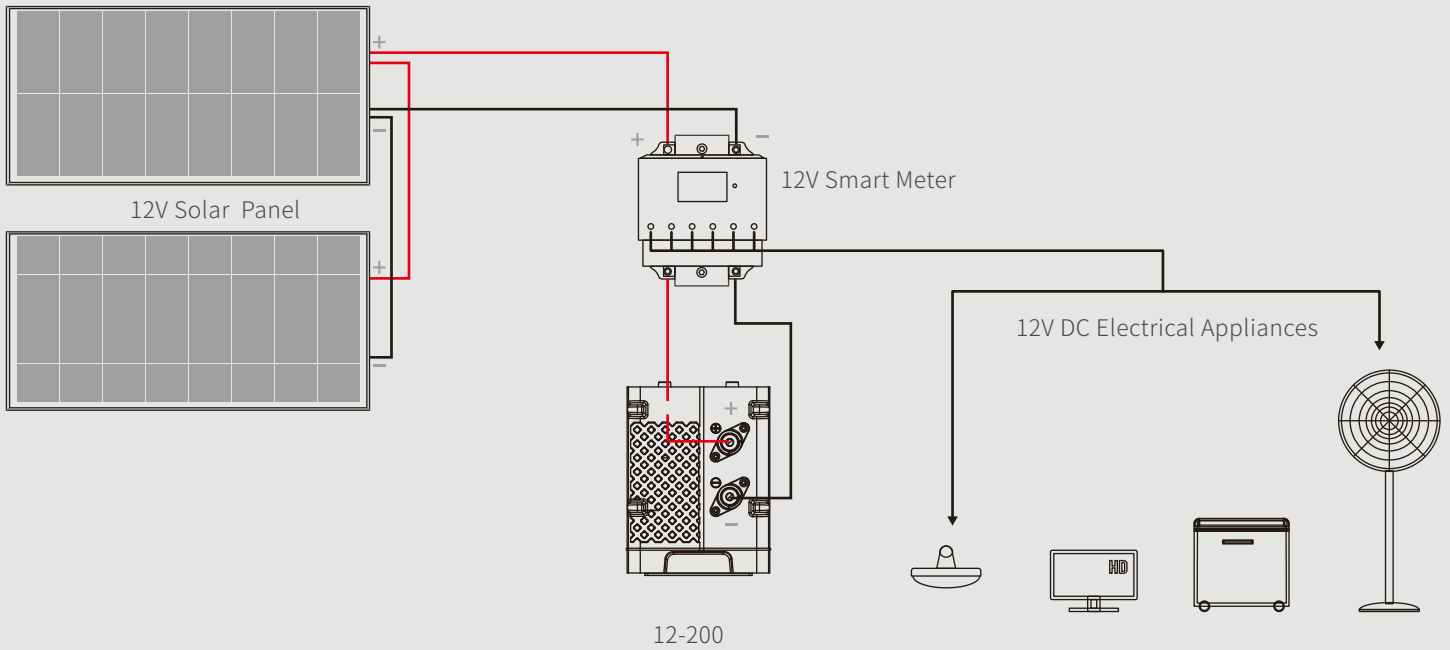 +
−
12V Solar Panel
+
−
+
−
12V Smart Meter
12V DC Electrical Appliances
+
−
HD
12-200